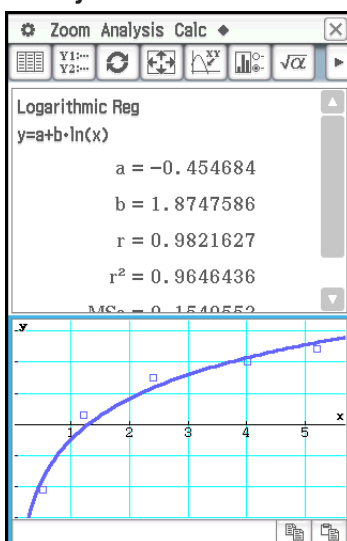 Zoom Analysis Calc
Y1:···
Y2:···
XY
√α
Logarithmic Reg
y=a+b·ln(x)
a = −0.454684
b = 1.8747586
r = 0.9821627
r² = 0.9646436
y
x
1 2 3 4 5